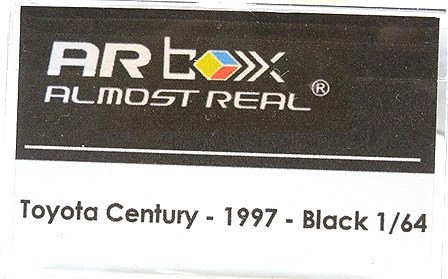 AR box
ALMOST REAL®
Toyota Century - 1997 - Black 1/64